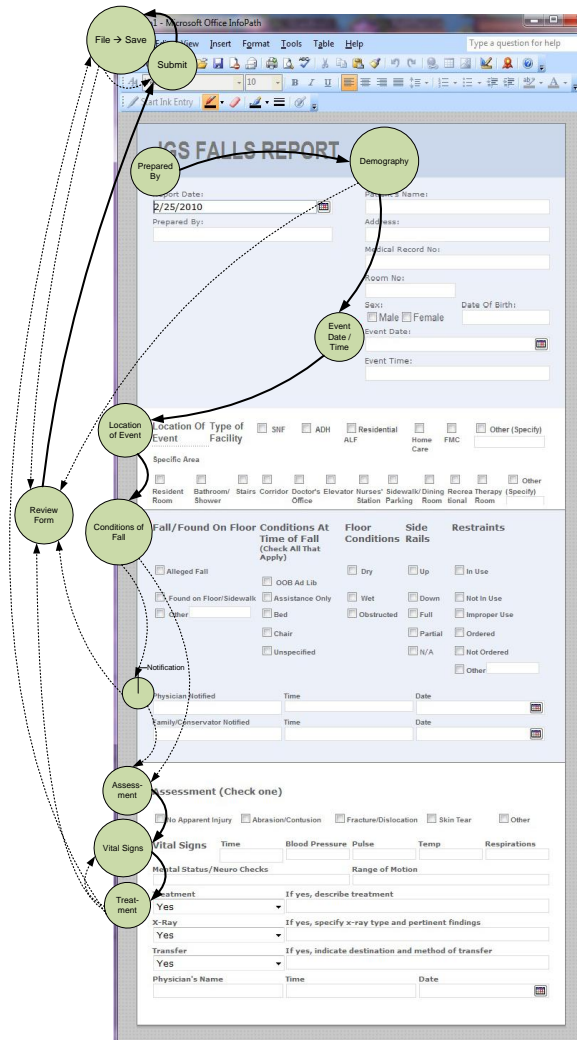 1 - Microsoft Office InfoPath
File → Save
Edit View Insert Format Tools Table Help
Type a question for help
Submit
10
B I U
Start Ink Entry
JGS FALLS REPORT
Prepared By
Demography
Report Date:
2/25/2010
Prepared By:
Patient's Name:
Address:
Medical Record No:
Room No:
Sex:
Male Female
Date Of Birth:
Event Date / Time
Event Date:
Event Time:
Location of Event
Location Of Event
Type of Facility
SNF ADH Residential ALF Home Care FMC Other (Specify)
Specific Area
Resident Room Bathroom/ Shower Stairs Corridor Doctor's Office Elevator Nurses' Station Sidewalk/ Parking Dining Room Recrea tional Therapy Room Other (Specify)
Review Form
Conditions of Fall
Fall/Found On Floor
Conditions At Time of Fall
(Check All That Apply)
Floor Conditions
Side Rails
Restraints
Alleged Fall
OOB Ad Lib
Dry
Up
In Use
Found on Floor/Sidewalk
Assistance Only
Wet
Down
Not In Use
Other
Bed
Obstructed
Full
Improper Use
Chair
Partial
Ordered
Unspecified
N/A
Not Ordered
Other
Notification
Physician Notified Time Date
Family/Conservator Notified Time Date
Assess-ment
Assessment (Check one)
No Apparent Injury Abrasion/Contusion Fracture/Dislocation Skin Tear Other
Vital Signs
Vital Signs Time Blood Pressure Pulse Temp Respirations
Mental Status/Neuro Checks Range of Motion
Treat-ment
Treatment If yes, describe treatment
Yes
X-Ray If yes, specify x-ray type and pertinent findings
Yes
Transfer If yes, indicate destination and method of transfer
Yes
Physician's Name Time Date